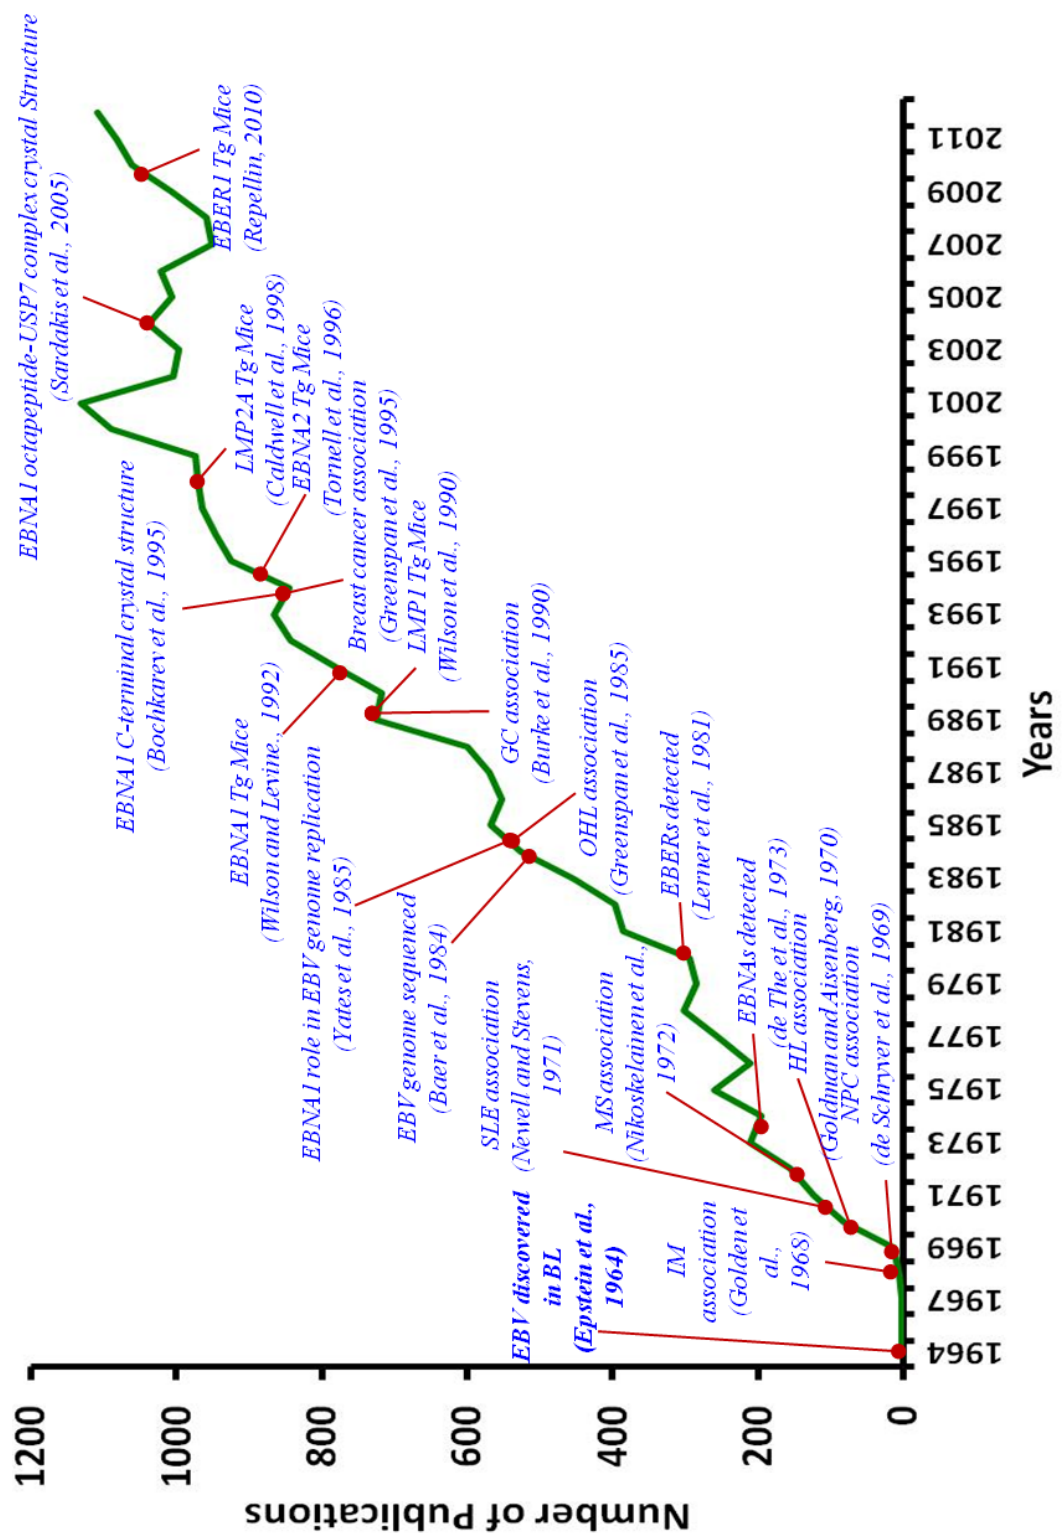 EBNA1 octapeptide-USP7 complex crystal Structure
(Sardakis et al., 2005)
EBER1 Tg Mice
(Repellin, 2010)
EBNA1 C-terminal crystal structure
(Bochkarev et al., 1995)
LMP2A Tg Mice
(Caldwell et al., 1998)
EBNA2 Tg Mice
(Tornell et al., 1996)
Breast cancer association
(Greenspan et al., 1995)
LMP1 Tg Mice
(Wilson et al., 1990)
EBNA1 Tg Mice
(Wilson and Levine., 1992)
GC association
(Burke et al., 1990)
EBNA1 role in EBV genome replication
(Yates et al., 1985)
OHL association
(Greenspan et al., 1985)
EBV genome sequenced
(Baer et al., 1984)
EBERs detected
(Lerner et al., 1981)
SLE association
(Newell and Stevens,
1971)
MS association
(Nikoskelainen et al.,
1972)
EBNAs detected
(de The et al., 1973)
HL association
(Goldman and Aisenberg, 1970)
NPC association
(de Schryver et al., 1969)
EBV discovered
in BL
(Epstein et al.,
1964)
IM
association
(Golden et
al.,
1968)
1200
1000
800
600
400
200
0
Number of Publications
1964
1967
1969
1971
1973
1975
1977
1979
1981
1983
1985
1987
1989
1991
1993
1995
1997
1999
2001
2003
2005
2007
2009
2011
Years